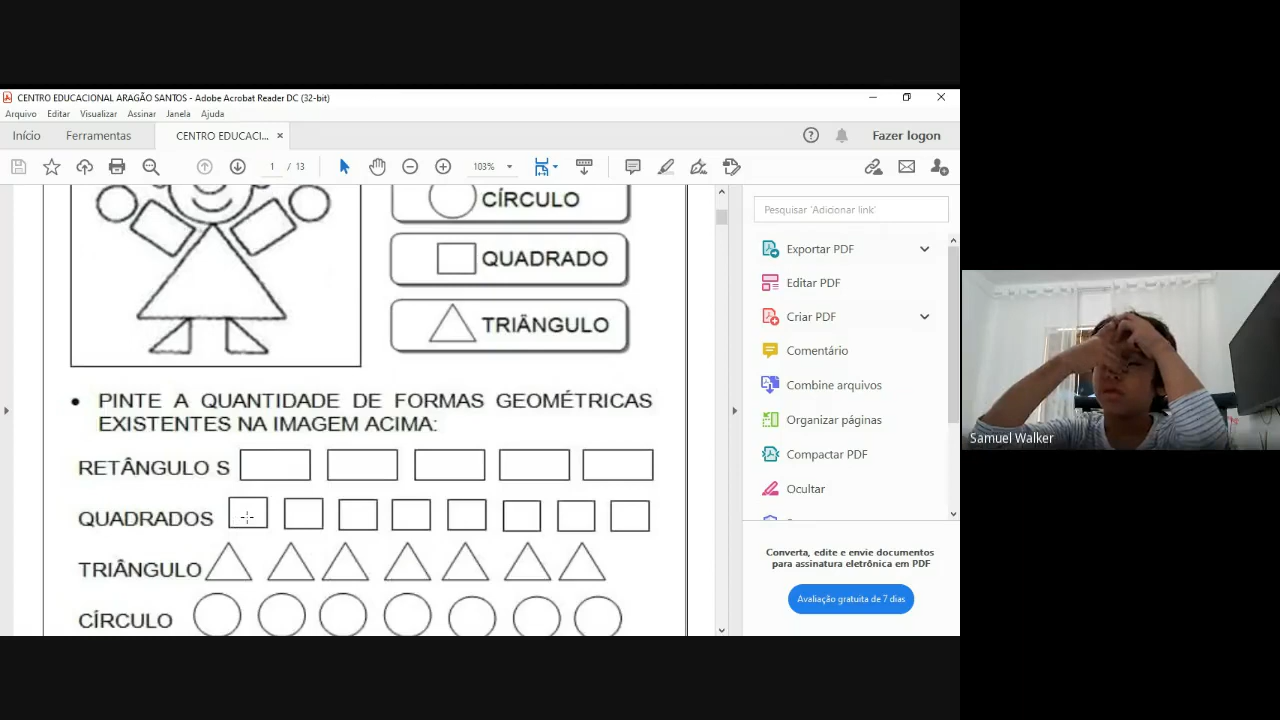 CENTRO EDUCACIONAL ARAGÃO SANTOS - Adobe Acrobat Reader DC (32-bit)
Arquivo Editar Visualizar Assinar Janela Ajuda
Início Ferramentas CENTRO EDUCACI... × Fazer logon
1 / 13 103%
CÍRCULO
QUADRADO
TRIÂNGULO
• PINTE A QUANTIDADE DE FORMAS GEOMÉTRICAS
EXISTENTES NA IMAGEM ACIMA:
RETÂNGULO S
QUADRADOS
TRIÂNGULO
CÍRCULO
Pesquisar 'Adicionar link'
Exportar PDF
Editar PDF
Criar PDF
Comentário
Combine arquivos
Organizar páginas
Compactar PDF
Ocultar
Converta, edite e envie documentos
para assinatura eletrônica em PDF
Avaliação gratuita de 7 dias
Samuel Walker